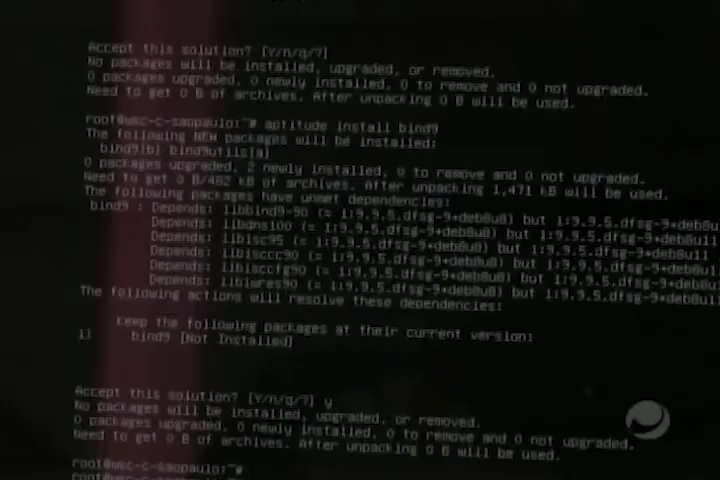 Accept this solution? [Y/n/q/?]
No packages will be installed, upgraded, or removed.
0 packages upgraded, 0 newly installed, 0 to remove and 0 not upgraded.
Need to get 0 B of archives. After unpacking 0 B will be used.
root@wsc-c-saopaulo:~# aptitude install bind9
The following NEW packages will be installed:
bind9{b} bind9utils{a}
0 packages upgraded, 2 newly installed, 0 to remove and 0 not upgraded.
Need to get 0 B/462 kB of archives. After unpacking 1,471 kB will be used.
The following packages have unmet dependencies:
bind9 : Depends: libbind9-90 (= 1:9.9.5.dfsg-9+deb8u8) but 1:9.9.5.dfsg-9+deb8u
Depends: libdns100 (= 1:9.9.5.dfsg-9+deb8u8) but 1:9.9.5.dfsg-9+deb8u11
Depends: libisc95 (= 1:9.9.5.dfsg-9+deb8u8) but 1:9.9.5.dfsg-9+deb8u11
Depends: libisccc90 (= 1:9.9.5.dfsg-9+deb8u8) but 1:9.9.5.dfsg-9+deb8u11
Depends: libisccfg90 (= 1:9.9.5.dfsg-9+deb8u8) but 1:9.9.5.dfsg-9+deb8u
Depends: liblwres90 (= 1:9.9.5.dfsg-9+deb8u8) but 1:9.9.5.dfsg-9+deb8u1
The following actions will resolve these dependencies:
Keep the following packages at their current version:
1) bind9 [Not Installed]
Accept this solution? [Y/n/q/?] y
No packages will be installed, upgraded, or removed.
0 packages upgraded, 0 newly installed, 0 to remove and 0 not upgraded.
Need to get 0 B of archives. After unpacking 0 B will be used.
root@wsc-c-saopaulo:~#
root@wsc-c-saopaulo:~#